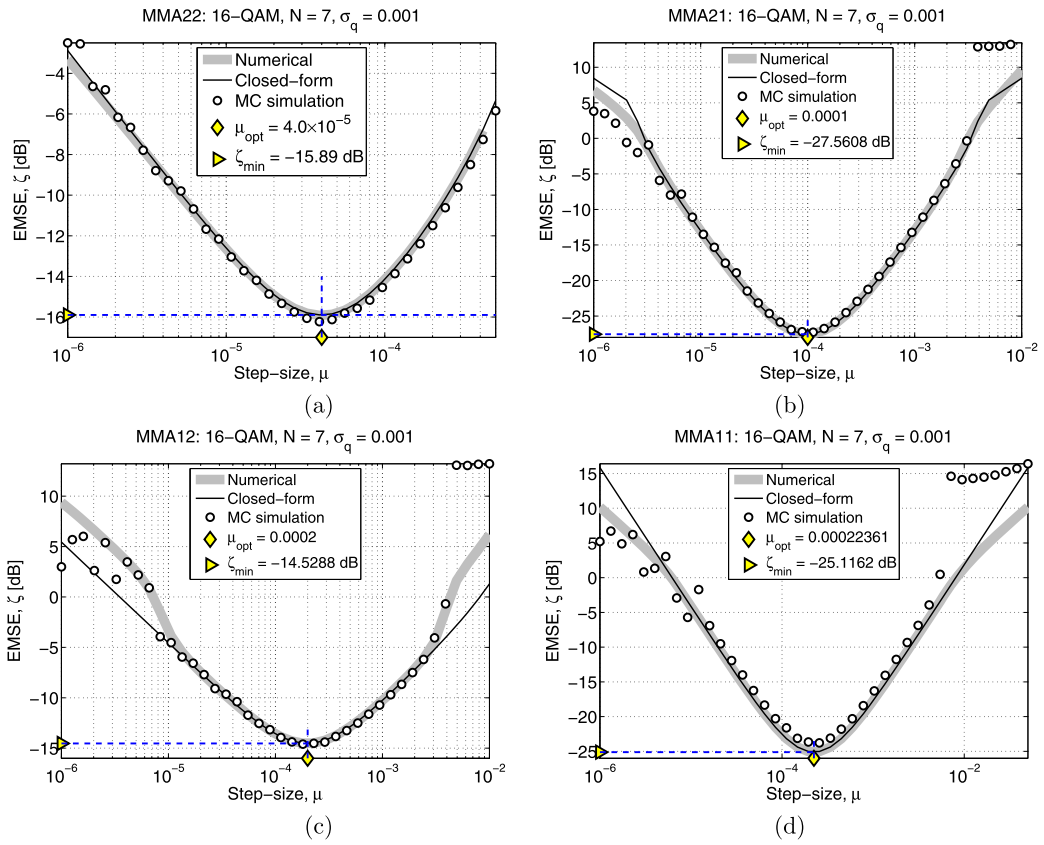 MMA22: 16−QAM, N = 7, σq = 0.001
EMSE, ζ [dB]
−4
−6
−8
−10
−12
−14
−16
Numerical
Closed−form
MC simulation
μopt = 4.0×10−5
ζmin = −15.89 dB
10−6
10−5
10−4
Step−size, μ
(a)
MMA21: 16−QAM, N = 7, σq = 0.001
EMSE, ζ [dB]
10
5
0
−5
−10
−15
−20
−25
Numerical
Closed−form
MC simulation
μopt = 0.0001
ζmin = −27.5608 dB
10−6
10−5
10−4
10−3
10−2
Step−size, μ
(b)
MMA12: 16−QAM, N = 7, σq = 0.001
EMSE, ζ [dB]
10
5
0
−5
−10
−15
Numerical
Closed−form
MC simulation
μopt = 0.0002
ζmin = −14.5288 dB
10−6
10−5
10−4
10−3
10−2
Step−size, μ
(c)
MMA11: 16−QAM, N = 7, σq = 0.001
EMSE, ζ [dB]
15
10
5
0
−5
−10
−15
−20
−25
Numerical
Closed−form
MC simulation
μopt = 0.00022361
ζmin = −25.1162 dB
10−6
10−4
10−2
Step−size, μ
(d)